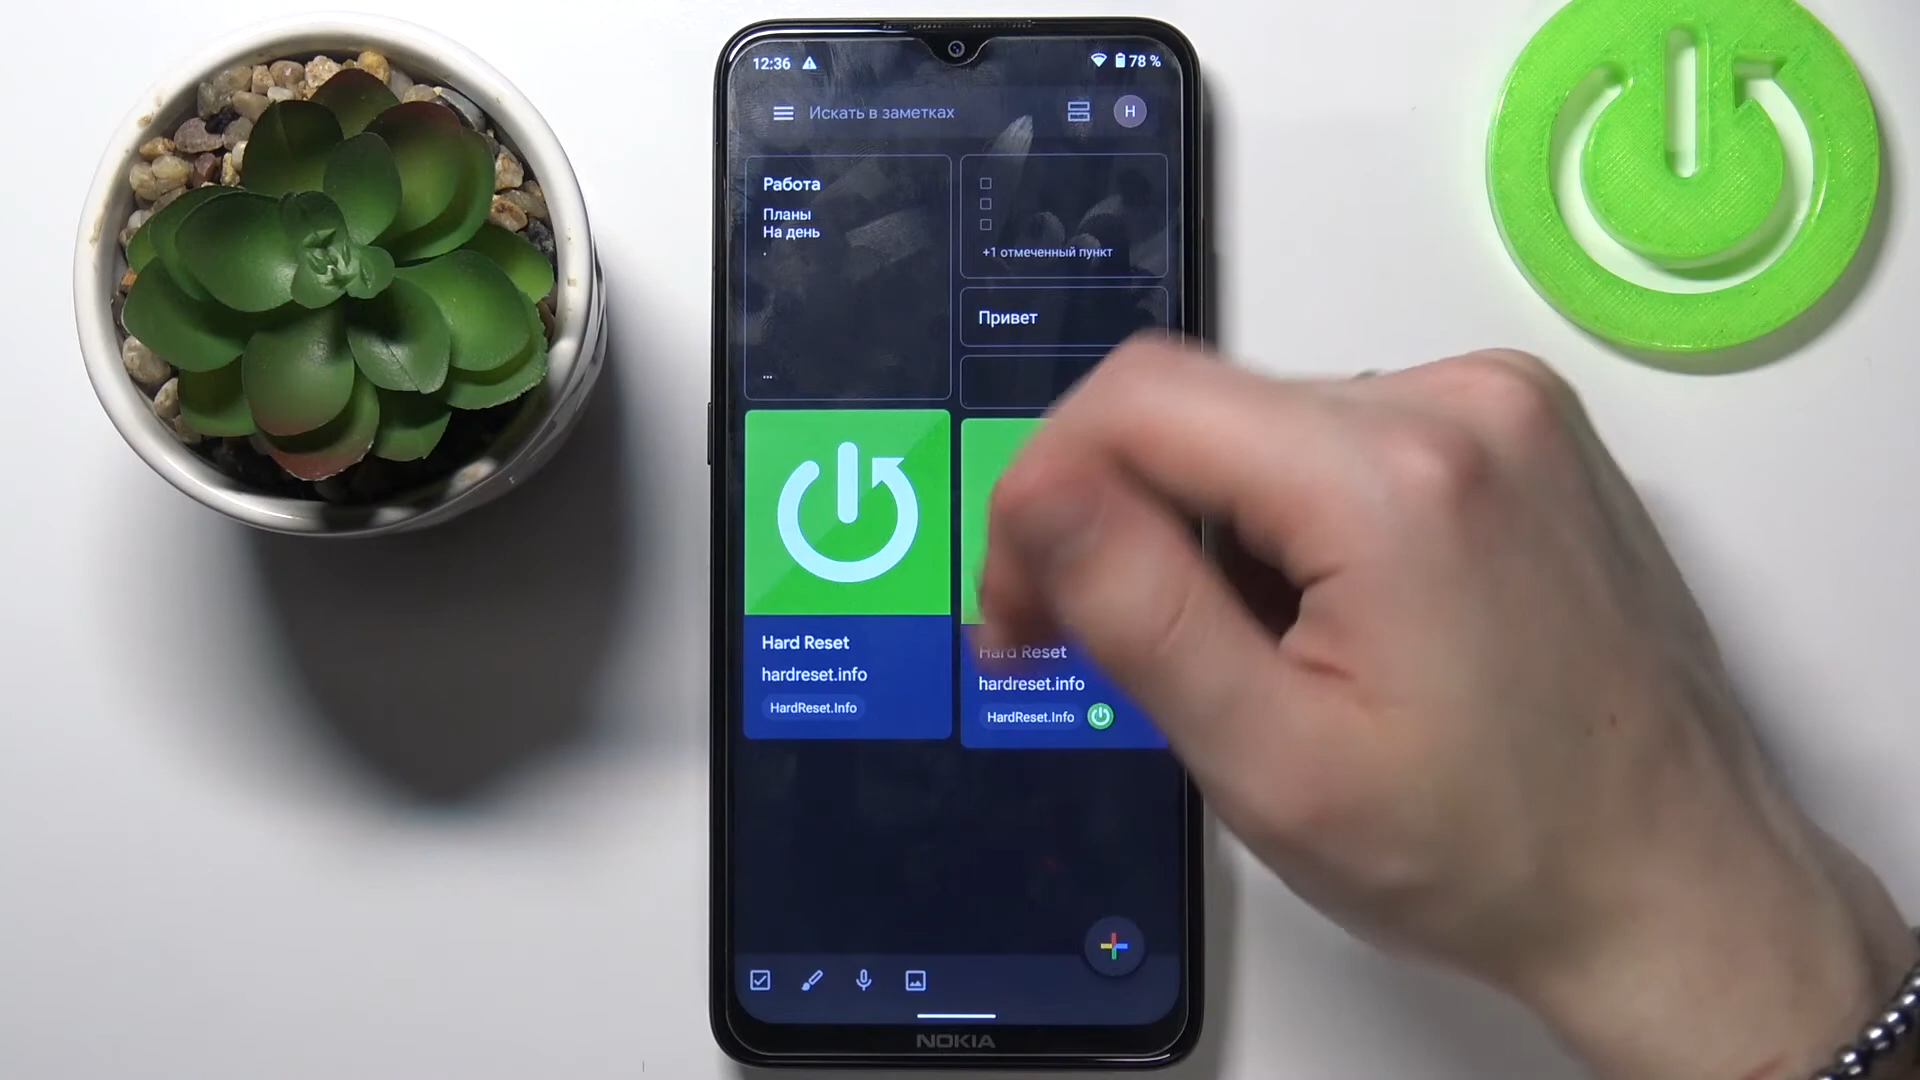 12:36
78 %
Искать в заметках
H
Работа
Планы
На день
.
...
+1 отмеченный пункт
Привет
Hard Reset
hardreset.info
HardReset.Info
Hard Reset
hardreset.info
HardReset.Info
NOKIA